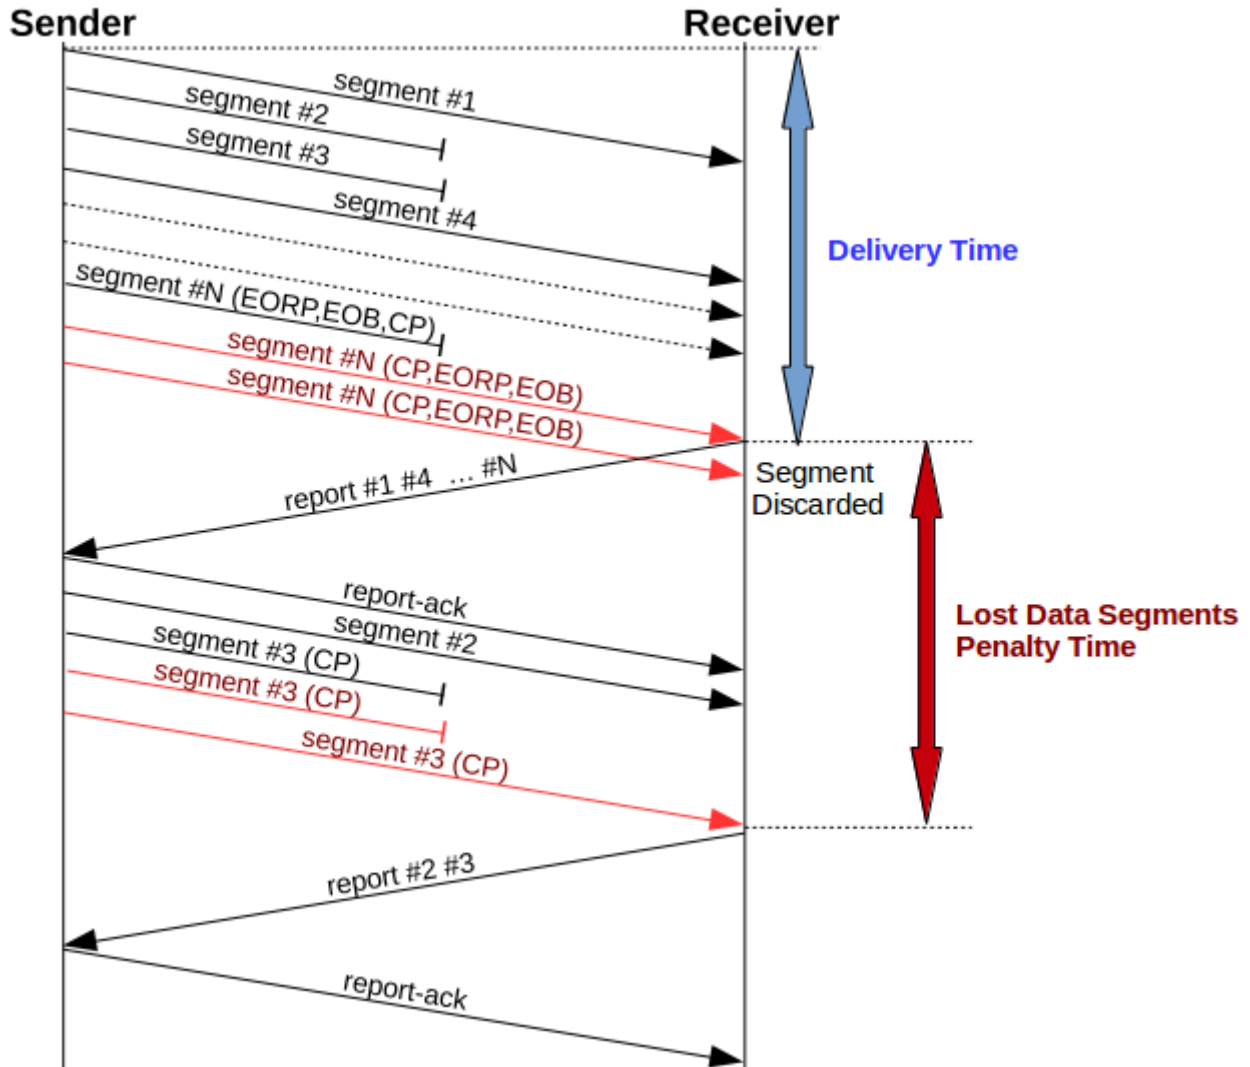 Sender
Receiver
segment #1
segment #2
segment #3
segment #4
Delivery Time
segment #N (EORP,EOB,CP)
segment #N (CP,EORP,EOB)
segment #N (CP,EORP,EOB)
Segment
Discarded
report #1 #4 ... #N
report-ack
segment #2
Lost Data Segments
Penalty Time
segment #3 (CP)
segment #3 (CP)
segment #3 (CP)
report #2 #3
report-ack